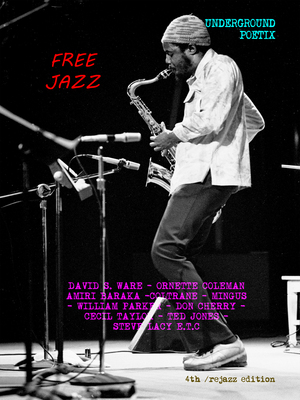 UNDERGROUND
POETIX
FREE
JAZZ
DAVID S. WARE - ORNETTE COLEMAN
AMIRI BARAKA -COLTRANE - MINGUS
- WILLIAM PARKER - DON CHERRY -
CECIL TAYLOR - TED JONES -
STEVE LACY E.T.C
4th /rejazz edition